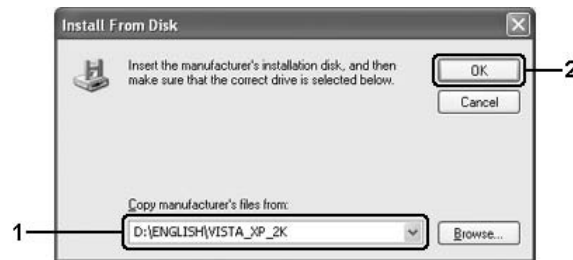 Install From Disk
Insert the manufacturer's installation disk, and then
make sure that the correct drive is selected below.
OK
2
Cancel
Copy manufacturer's files from:
1
D:\ENGLISH\VISTA_XP_2K
Browse...